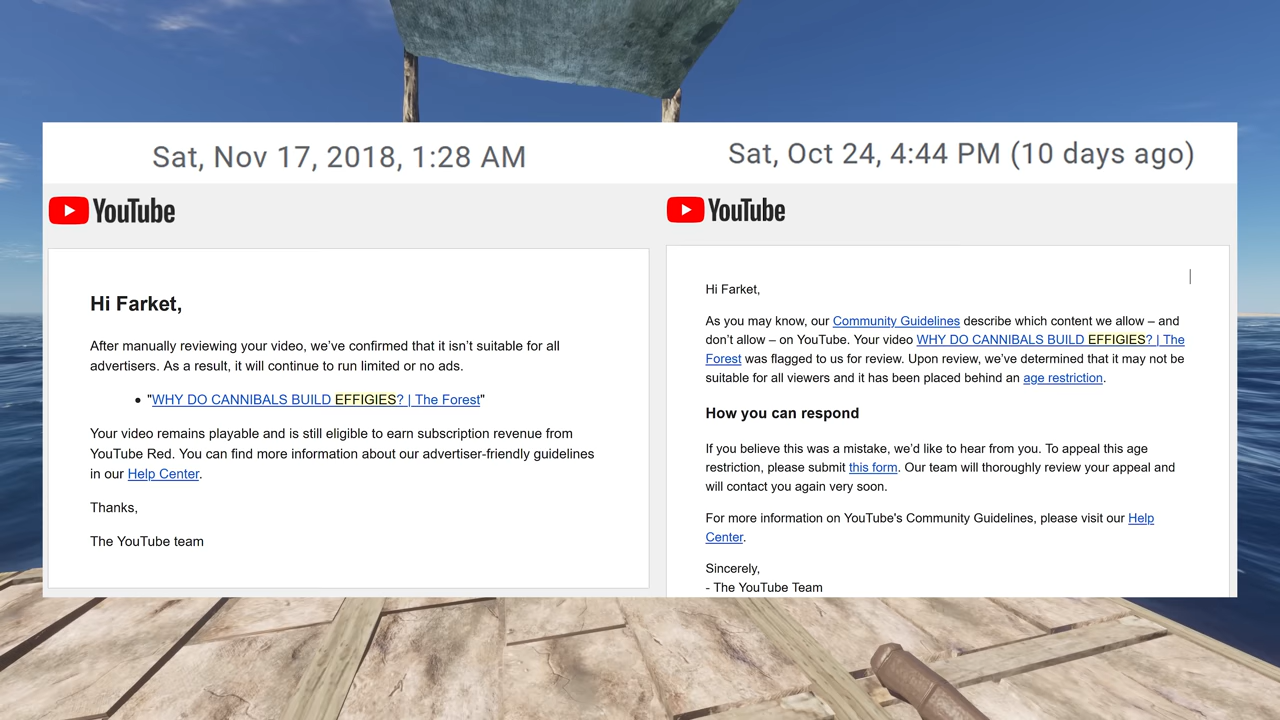 Sat, Nov 17, 2018, 1:28 AM
YouTube
Hi Farket,
After manually reviewing your video, we’ve confirmed that it isn’t suitable for all
advertisers. As a result, it will continue to run limited or no ads.
● "WHY DO CANNIBALS BUILD EFFIGIES? | The Forest"
Your video remains playable and is still eligible to earn subscription revenue from
YouTube Red. You can find more information about our advertiser-friendly guidelines
in our Help Center.
Thanks,
The YouTube team
Sat, Oct 24, 4:44 PM (10 days ago)
YouTube
Hi Farket,
As you may know, our Community Guidelines describe which content we allow – and
don’t allow – on YouTube. Your video WHY DO CANNIBALS BUILD EFFIGIES? | The
Forest was flagged to us for review. Upon review, we’ve determined that it may not be
suitable for all viewers and it has been placed behind an age restriction.
How you can respond
If you believe this was a mistake, we’d like to hear from you. To appeal this age
restriction, please submit this form. Our team will thoroughly review your appeal and
will contact you again very soon.
For more information on YouTube's Community Guidelines, please visit our Help
Center.
Sincerely,
- The YouTube Team